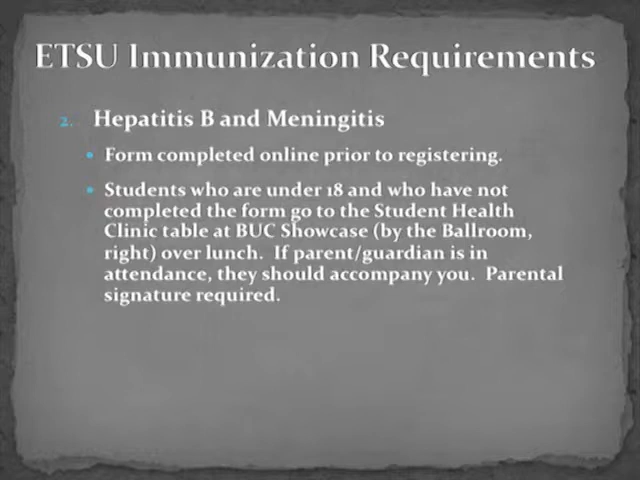 ETSU Immunization Requirements
2. Hepatitis B and Meningitis
• Form completed online prior to registering.
• Students who are under 18 and who have not
completed the form go to the Student Health
Clinic table at BUC Showcase (by the Ballroom,
right) over lunch. If parent/guardian is in
attendance, they should accompany you. Parental
signature required.